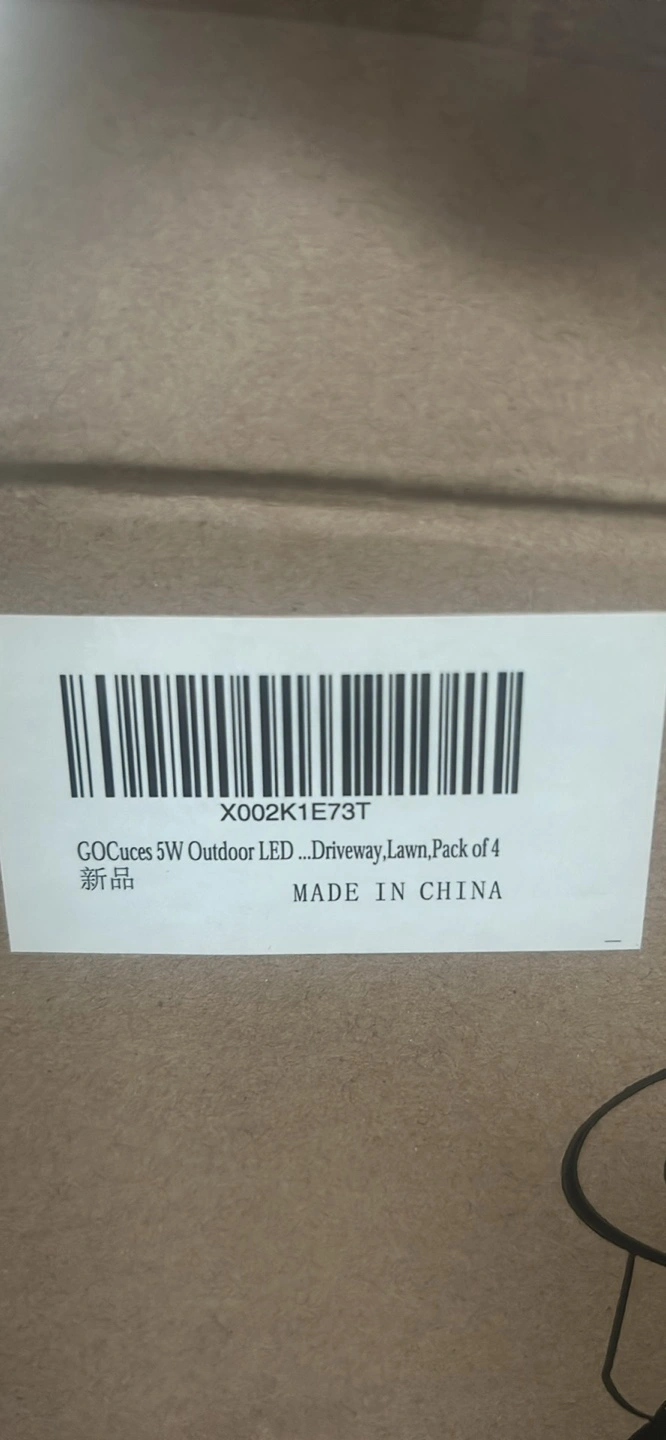 X002K1E73T
GOCuces 5W Outdoor LED ...Driveway,Lawn,Pack of 4
新品
MADE IN CHINA